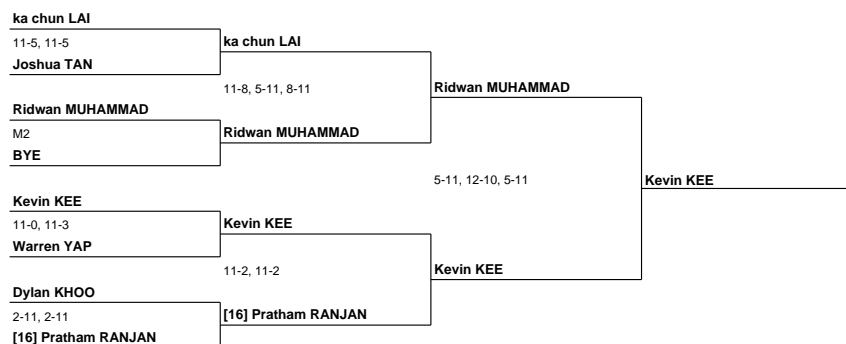 ka chun LAI
11-5, 11-5
ka chun LAI
Joshua TAN
11-8, 5-11, 8-11
Ridwan MUHAMMAD
Ridwan MUHAMMAD
M2
Ridwan MUHAMMAD
BYE
5-11, 12-10, 5-11
Kevin KEE
Kevin KEE
11-0, 11-3
Kevin KEE
Warren YAP
11-2, 11-2
Kevin KEE
Dylan KHOO
2-11, 2-11
[16] Pratham RANJAN
[16] Pratham RANJAN